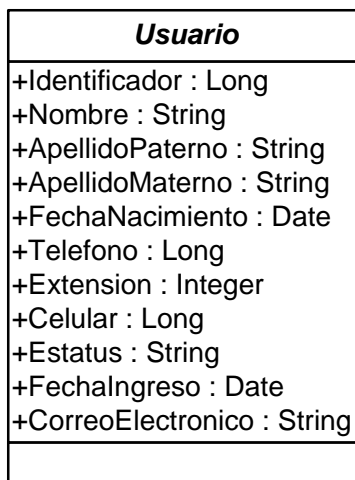 Usuario
+Identificador : Long
+Nombre : String
+ApellidoPaterno : String
+ApellidoMaterno : String
+FechaNacimiento : Date
+Telefono : Long
+Extension : Integer
+Celular : Long
+Estatus : String
+FechaIngreso : Date
+CorreoElectronico : String